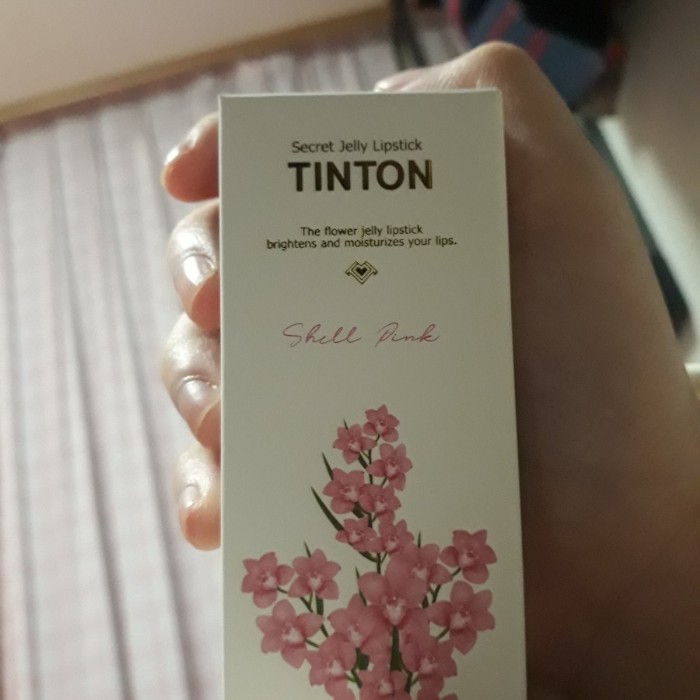 Secret Jelly Lipstick
TINTON
The flower jelly lipstick
brightens and moisturizes your lips.
Shell Pink